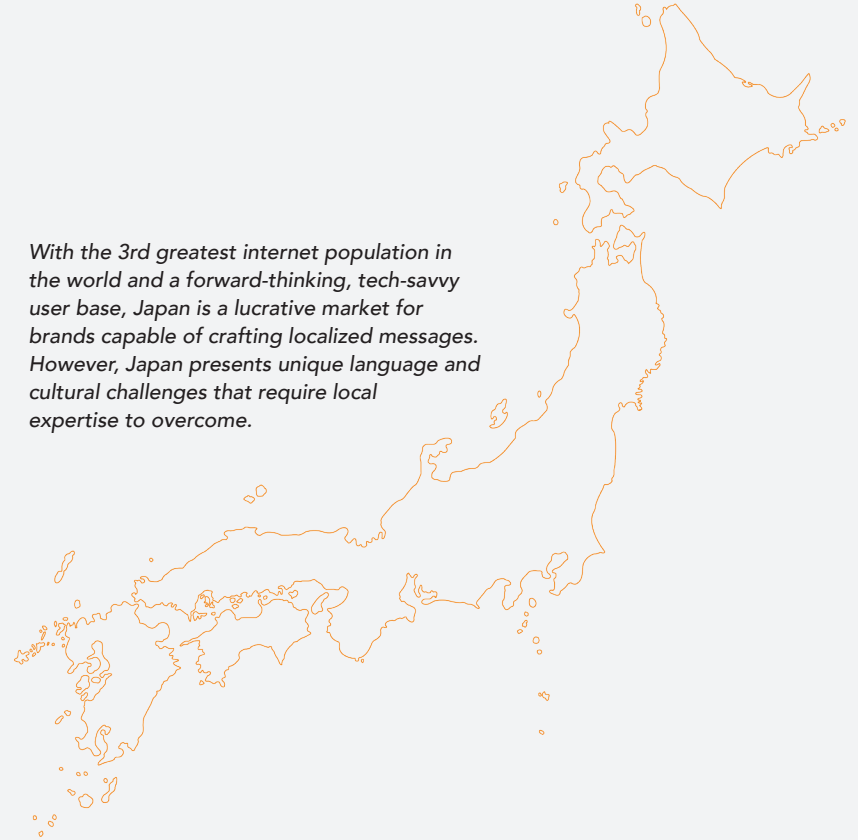 With the 3rd greatest internet population in
the world and a forward-thinking, tech-savvy
user base, Japan is a lucrative market for
brands capable of crafting localized messages.
However, Japan presents unique language and
cultural challenges that require local
expertise to overcome.